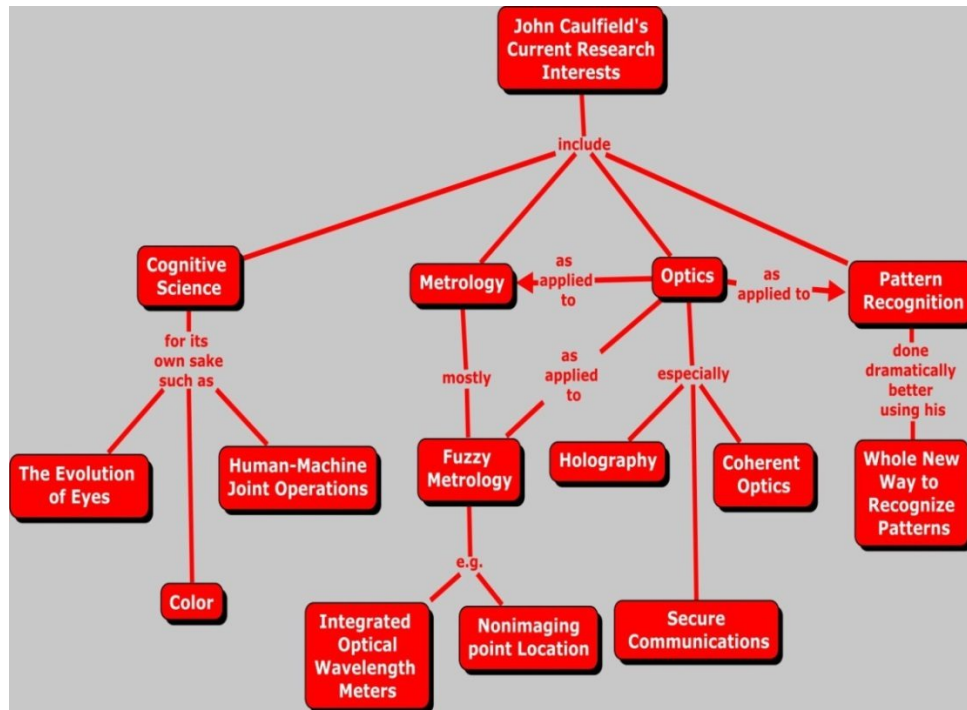 John Caulfield's
Current Research
Interests
include
Cognitive
Science
Metrology
as
applied
to
Optics
as
applied to
Pattern
Recognition
for its
own sake
such as
mostly
as
applied
to
especially
done
dramatically
better
using his
The Evolution
of Eyes
Human-Machine
Joint Operations
Fuzzy
Metrology
Holography
Coherent
Optics
Whole New
Way to
Recognize
Patterns
e.g.
Color
Integrated
Optical
Wavelength
Meters
Nonimaging
point Location
Secure
Communications